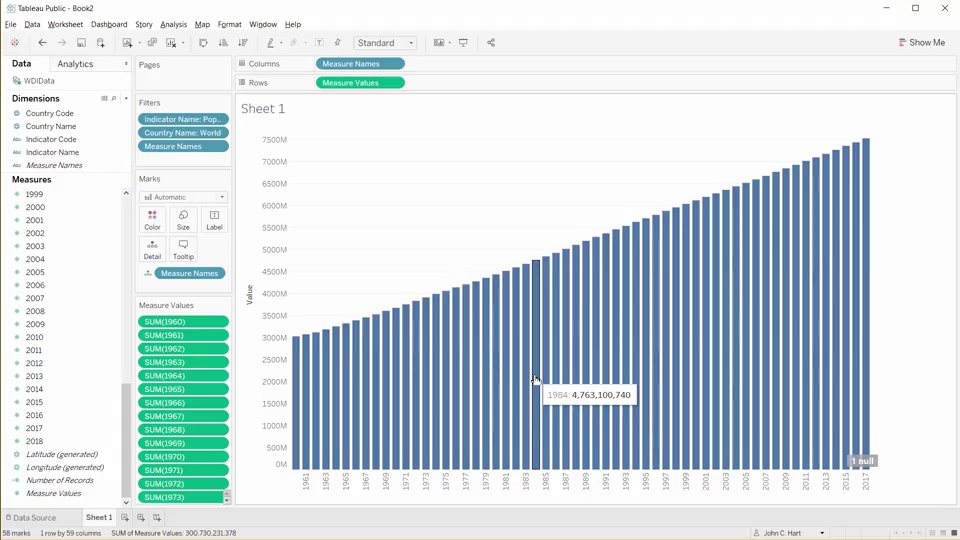 Tableau Public - Book2
File Data Worksheet Dashboard Story Analysis Map Format Window Help
Standard
Show Me
Data Analytics
WDIData
Dimensions
Country Code
Country Name
Abc Indicator Code
Abc Indicator Name
Abc Measure Names
Measures
1999
2000
2001
2002
2003
2004
2005
2006
2007
2008
2009
2010
2011
2012
2013
2014
2015
2016
2017
2018
Latitude (generated)
Longitude (generated)
Number of Records
Measure Values
Pages
Filters
Indicator Name: Pop..
Country Name: World
Measure Names
Marks
Automatic
Color Size Label
Detail Tooltip
Measure Names
Measure Values
SUM(1960)
SUM(1961)
SUM(1962)
SUM(1963)
SUM(1964)
SUM(1965)
SUM(1966)
SUM(1967)
SUM(1968)
SUM(1969)
SUM(1970)
SUM(1971)
SUM(1972)
SUM(1973)
Columns Measure Names
Rows Measure Values
Sheet 1
Value
7500M
7000M
6500M
6000M
5500M
5000M
4500M
4000M
3500M
3000M
2500M
2000M
1500M
1000M
500M
0M
1984: 4,763,100,740
1 null
1961 1963 1965 1967 1969 1971 1973 1975 1977 1979 1981 1983 1985 1987 1989 1991 1993 1995 1997 1999 2001 2003 2005 2007 2009 2011 2013 2015 2017
Data Source Sheet 1
58 marks 1 row by 59 columns SUM of Measure Values: 300,730,231,378
John C. Hart